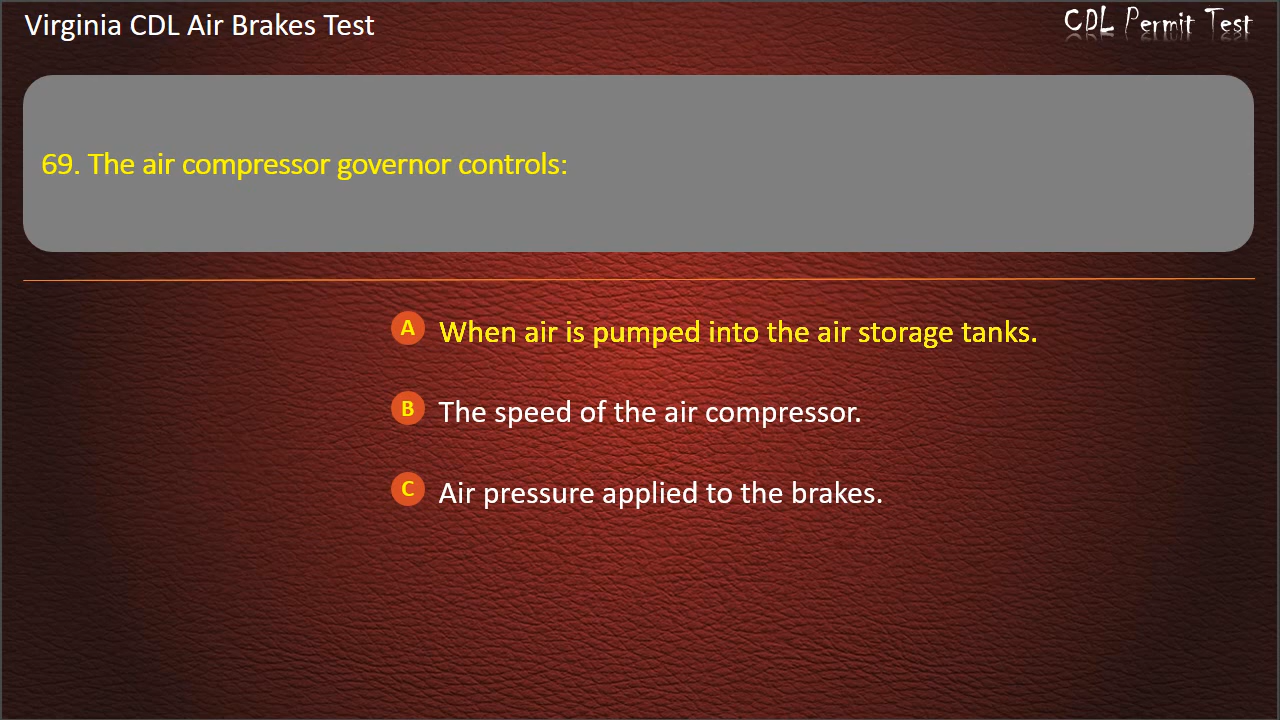 Virginia CDL Air Brakes Test
CDL Permit Test
69. The air compressor governor controls:
A When air is pumped into the air storage tanks.
B The speed of the air compressor.
C Air pressure applied to the brakes.